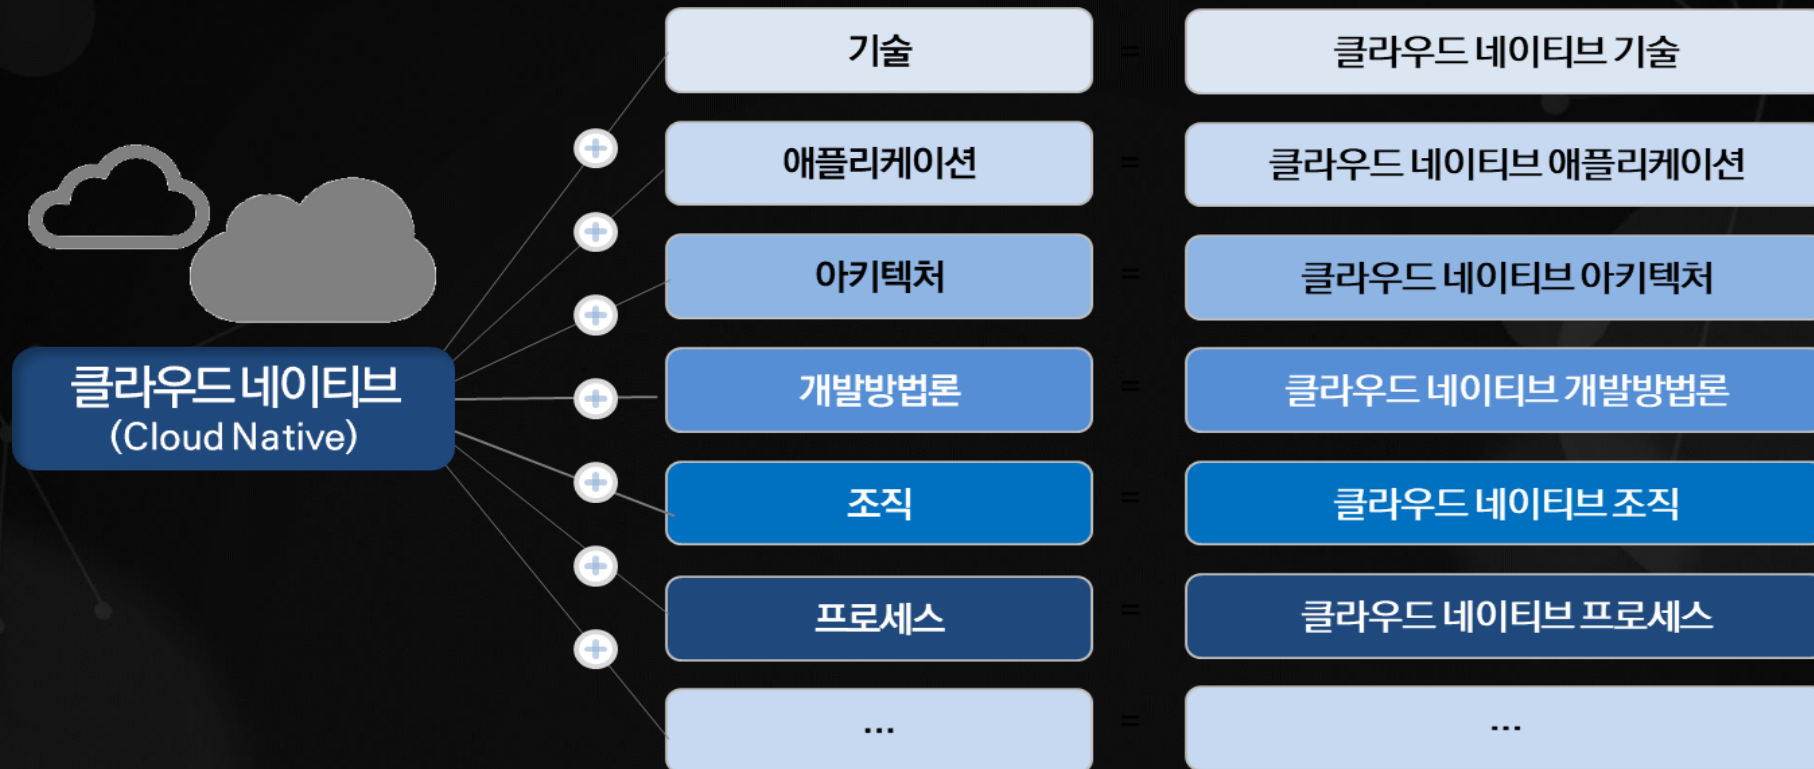 기술 = 클라우드 네이티브 기술
애플리케이션 = 클라우드 네이티브 애플리케이션
아키텍처 = 클라우드 네이티브 아키텍처
클라우드 네이티브
(Cloud Native)
개발방법론 = 클라우드 네이티브 개발방법론
조직 = 클라우드 네이티브 조직
프로세스 = 클라우드 네이티브 프로세스
... = ...